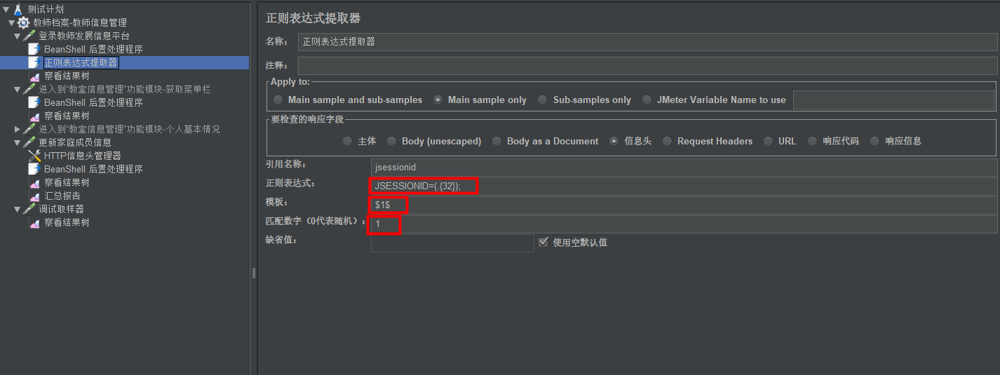 测试计划
教师档案-教师信息管理
登录教师发展信息平台
BeanShell 后置处理程序
正则表达式提取器
察看结果树
进入到“教室信息管理”功能模块-获取菜单栏
BeanShell 后置处理程序
察看结果树
进入到“教室信息管理”功能模块-个人基本情况
更新家庭成员信息
HTTP信息头管理器
BeanShell 后置处理程序
察看结果树
汇总报告
调试取样器
察看结果树
正则表达式提取器
名称： 正则表达式提取器
注释：
Apply to:
Main sample and sub-samples Main sample only Sub-samples only JMeter Variable Name to use
要检查的响应字段
主体 Body (unescaped) Body as a Document 信息头 Request Headers URL 响应代码 响应信息
引用名称： jsessionid
正则表达式： JSESSIONID=(.{32});
模板： $1$
匹配数字（0代表随机）： 1
缺省值： 使用空默认值